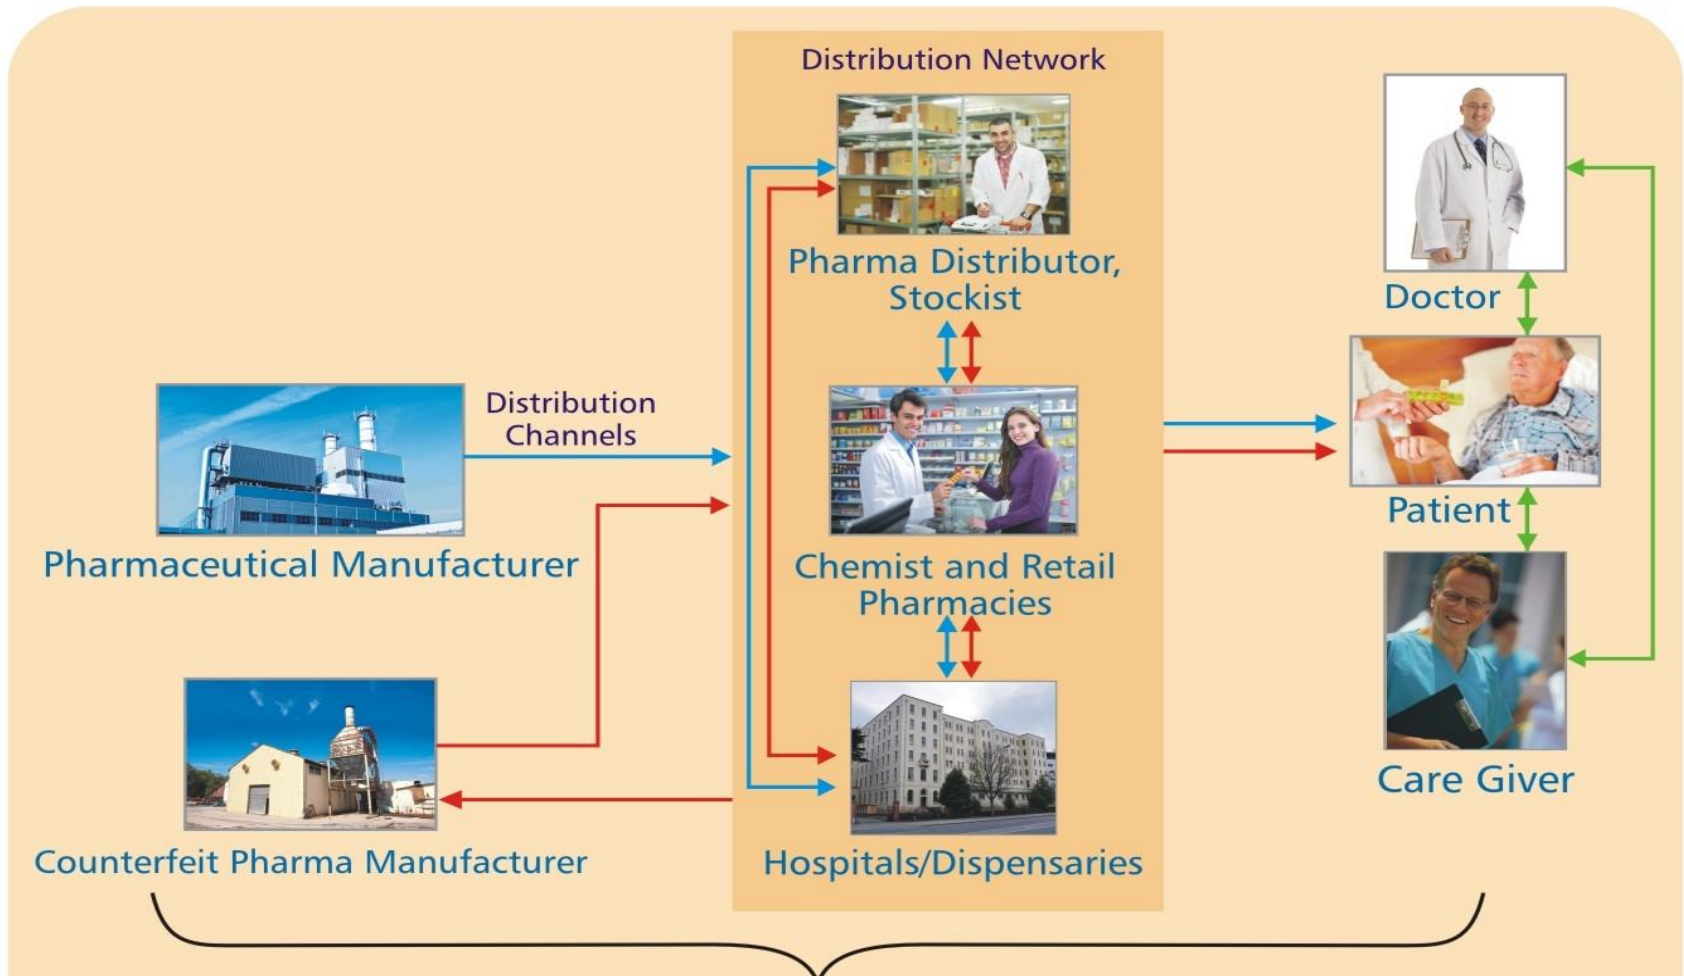 Distribution Network
Pharma Distributor,
Stockist
Doctor
Distribution
Channels
Patient
Pharmaceutical Manufacturer
Chemist and Retail
Pharmacies
Care Giver
Counterfeit Pharma Manufacturer
Hospitals/Dispensaries